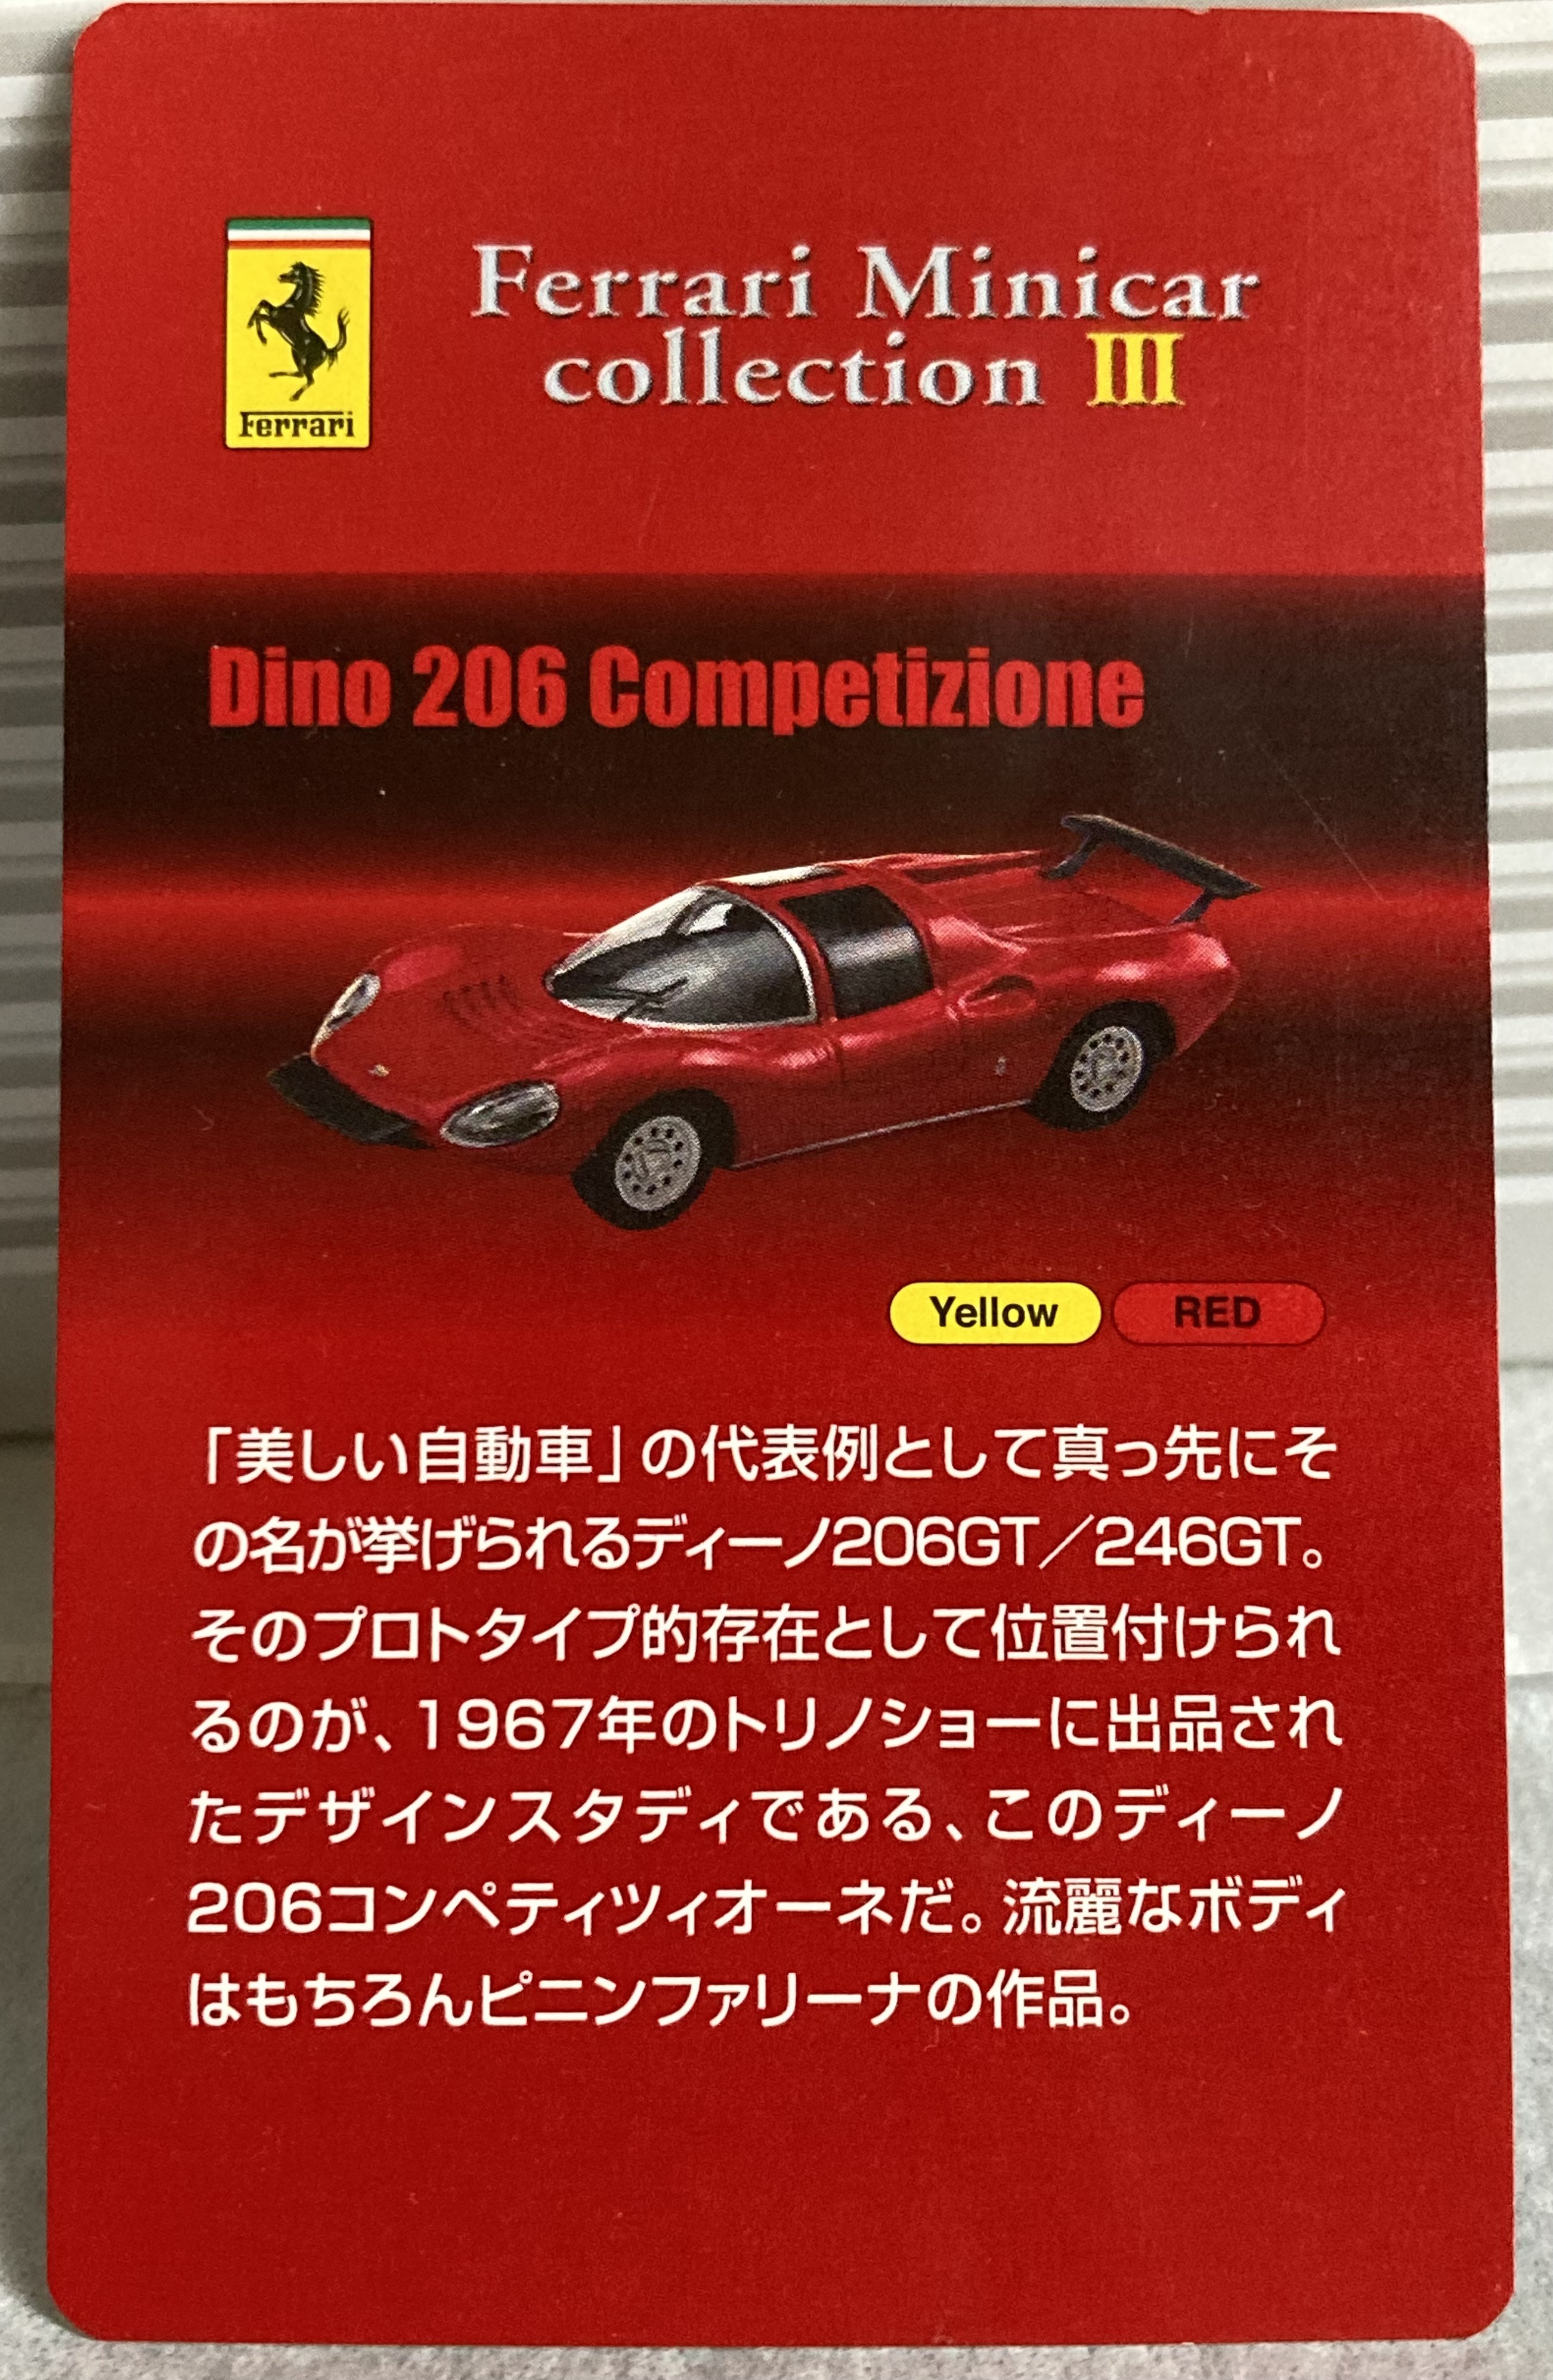 Ferrari
Ferrari Minicar
collection III
Dino 206 Competizione
Yellow RED
「美しい自動車」の代表例として真っ先にそ
の名が挙げられるディーノ206GT／246GT。
そのプロトタイプ的存在として位置付けられ
るのが、1967年のトリノショーに出品され
たデザインスタディである、このディーノ
206コンペティツィオーネだ。流麗なボディ
はもちろんピニンファリーナの作品。